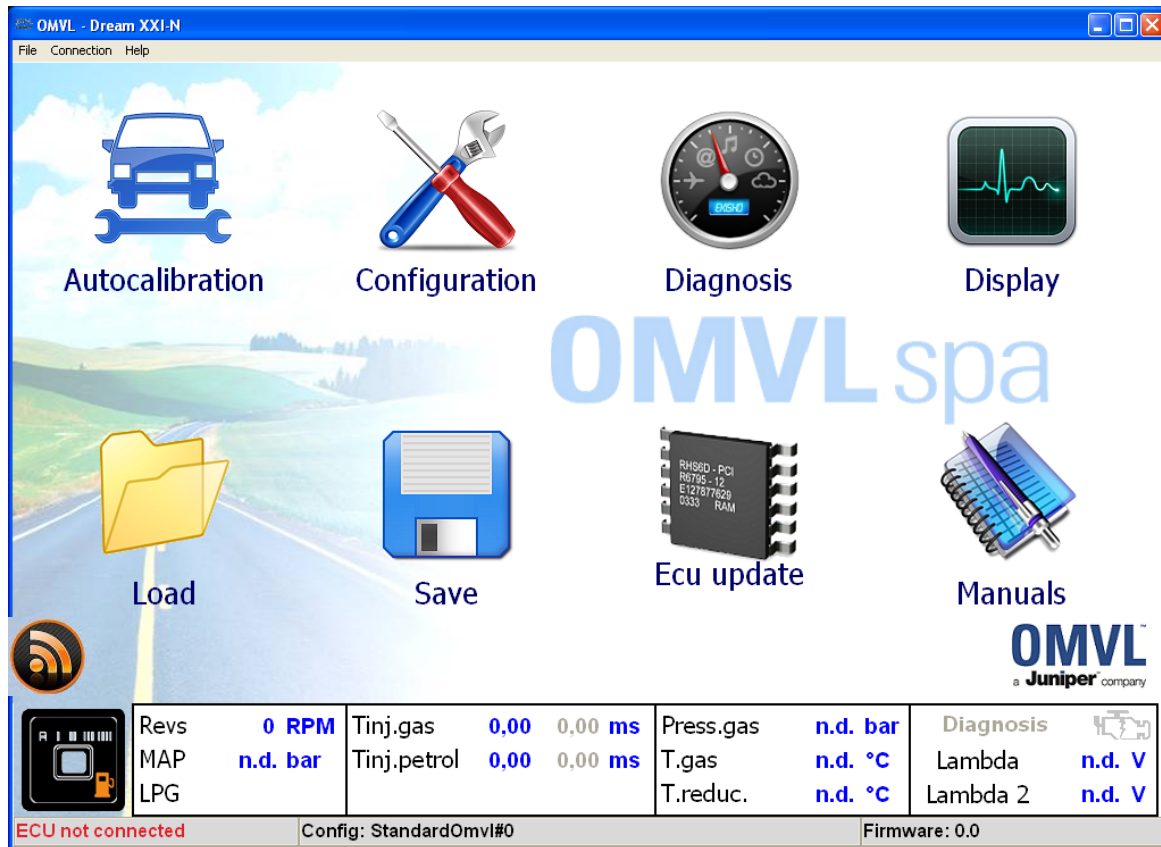 OMVL - Dream XXI-N
File Connection Help
Autocalibration Configuration Diagnosis Display
EKISHO
OMVL spa
RHS6D - PCI
R6795 - 12
E127877629
0333 RAM
Load Save Ecu update Manuals
OMVL™
a Juniper company
Revs 0 RPM Tinj.gas 0,00 0,00 ms Press.gas n.d. bar Diagnosis
MAP n.d. bar Tinj.petrol 0,00 0,00 ms T.gas n.d. °C Lambda n.d. V
LPG T.reduc. n.d. °C Lambda 2 n.d. V
ECU not connected Config: StandardOmvl#0 Firmware: 0.0